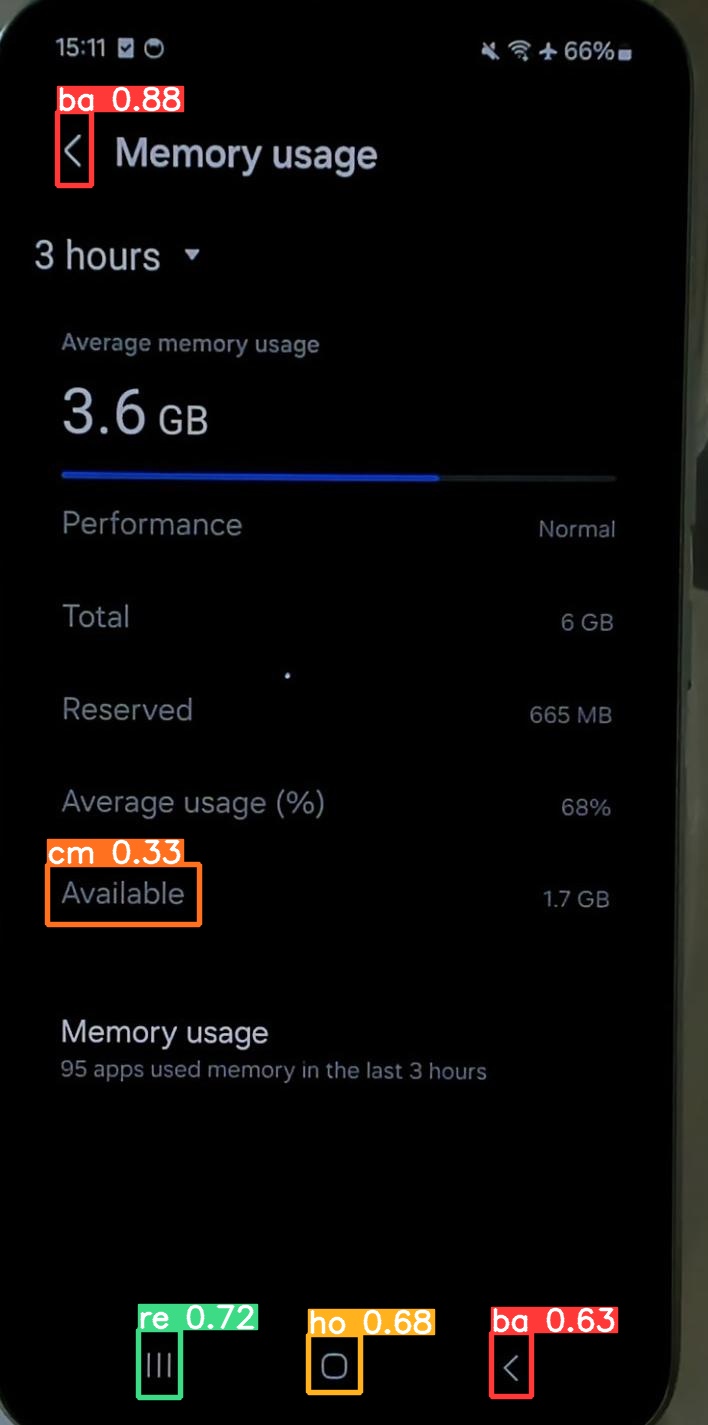 15:11 66%
ba 0.88
Memory usage
3 hours
Average memory usage
3.6 GB
Performance Normal
Total 6 GB
Reserved 665 MB
Average usage (%) 68%
cm 0.33
Available 1.7 GB
Memory usage
95 apps used memory in the last 3 hours
re 0.72 ho 0.68 ba 0.63